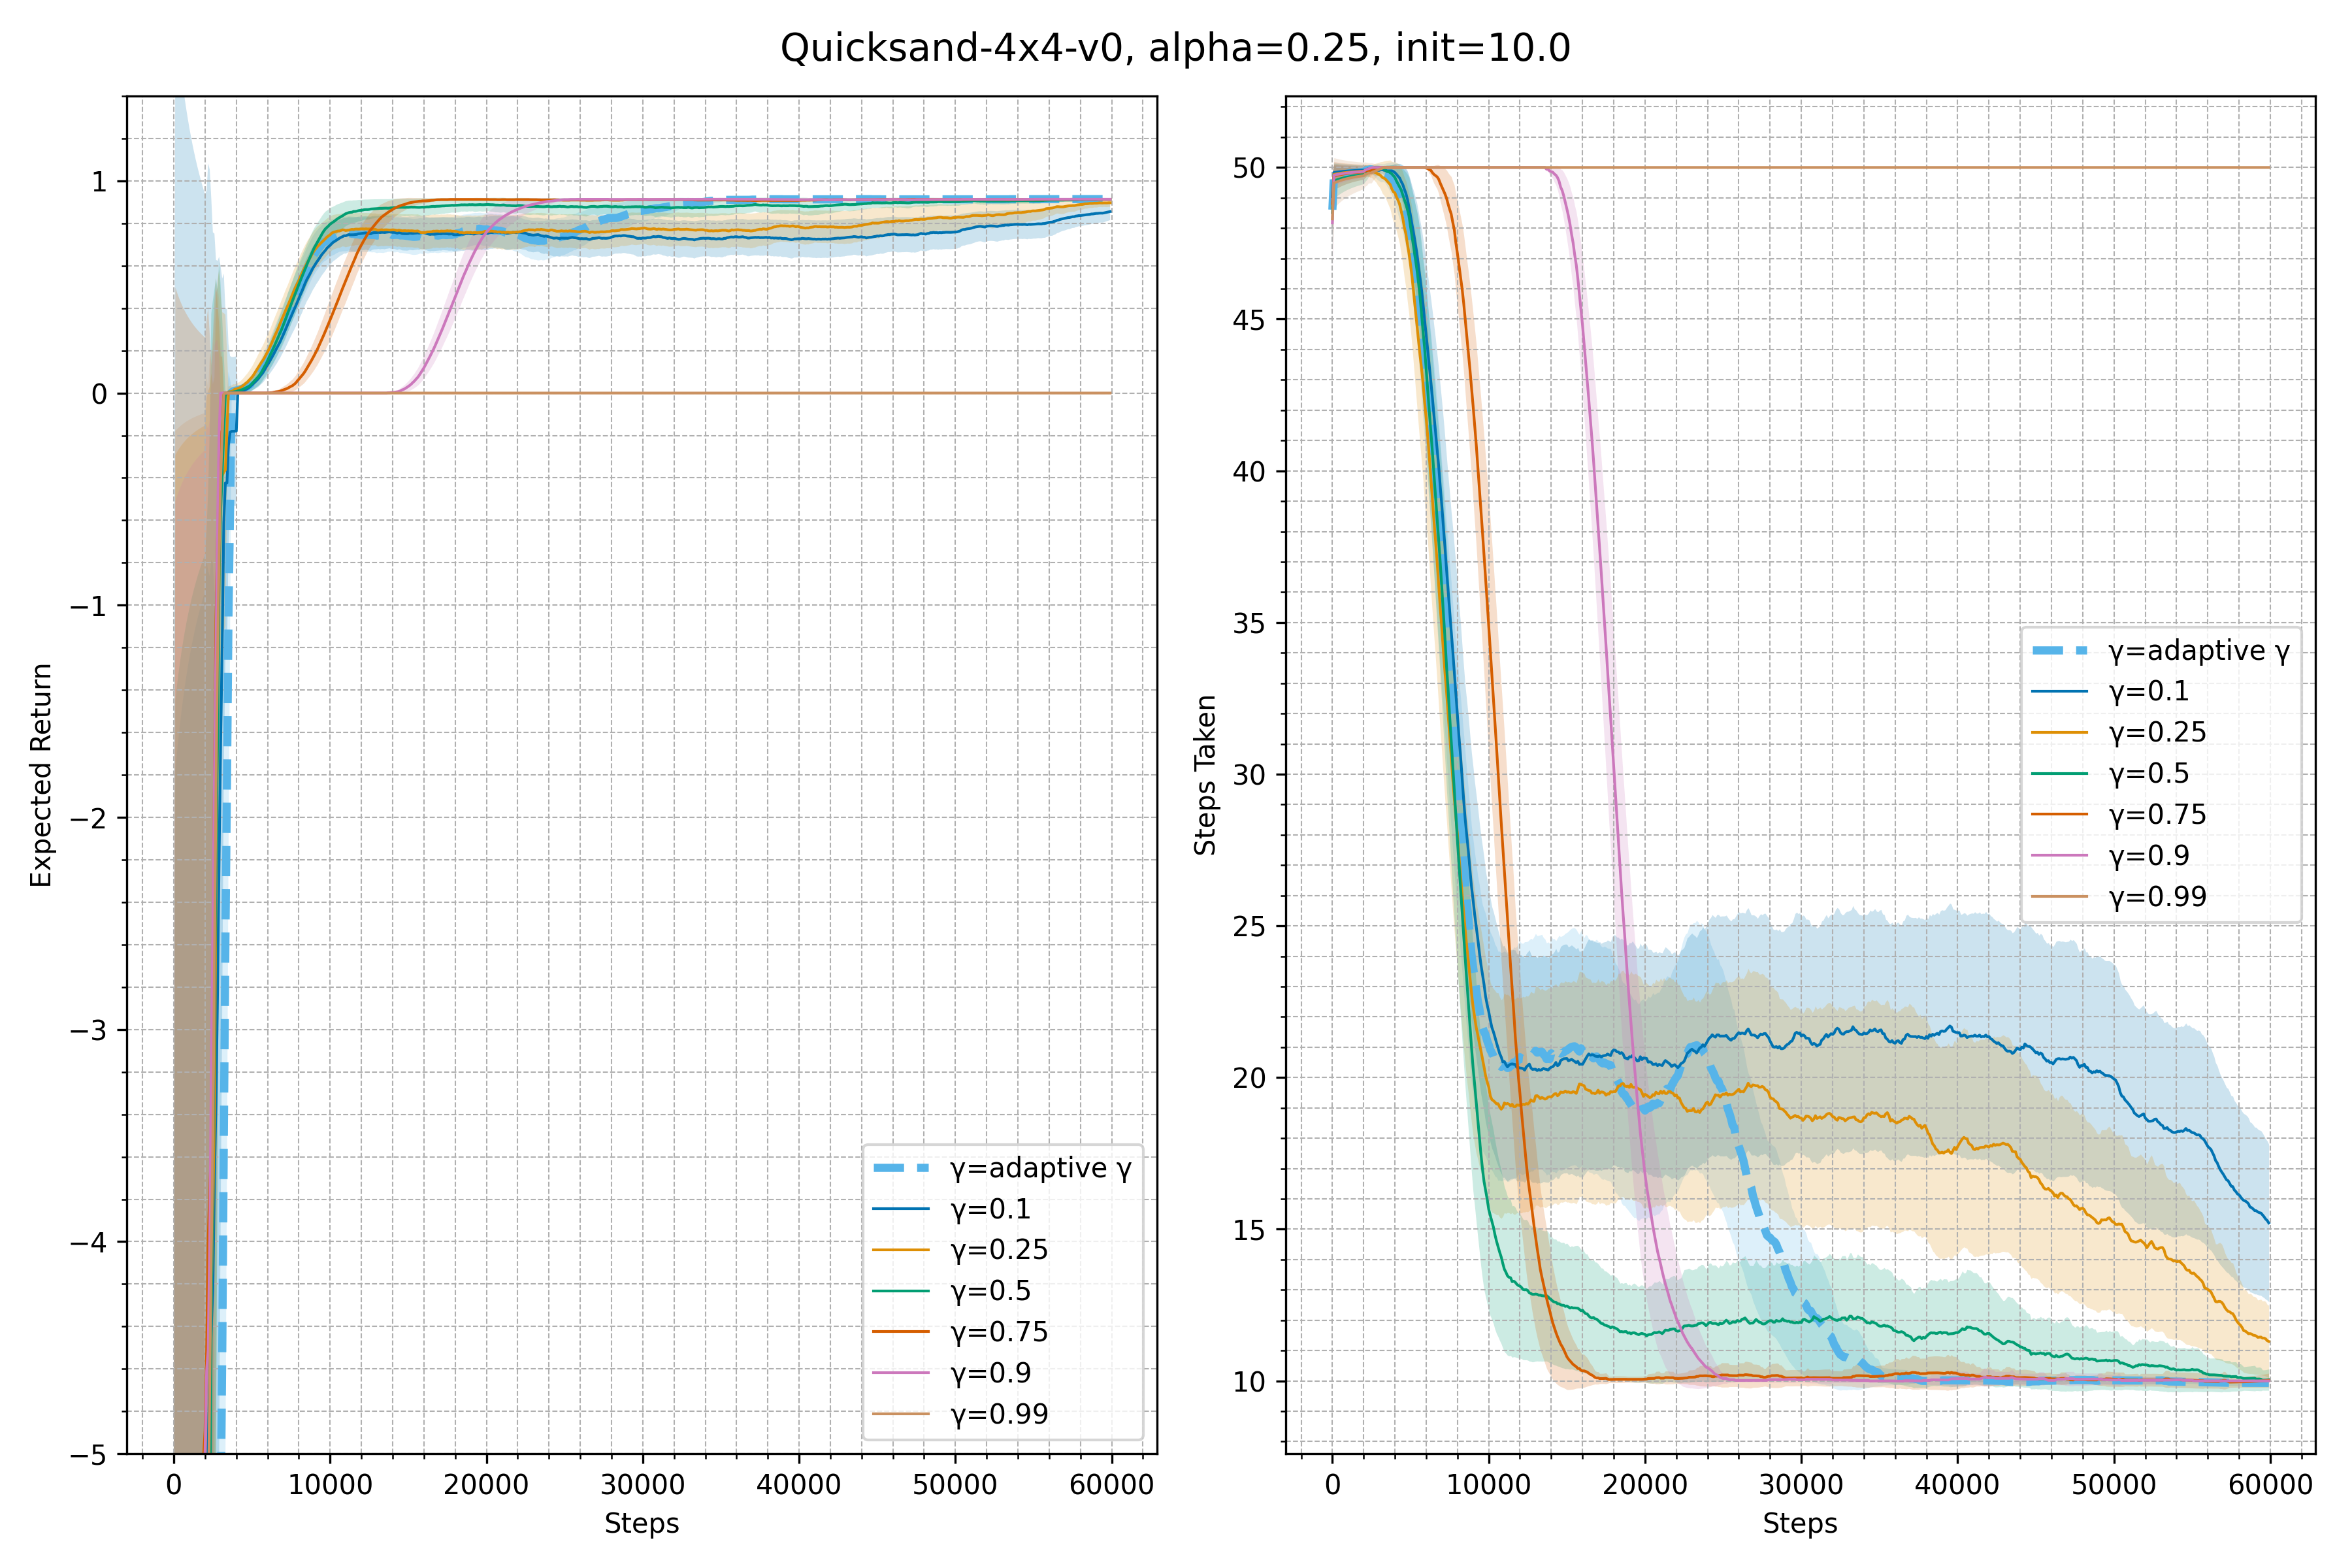 Quicksand-4x4-v0, alpha=0.25, init=10.0
Expected Return
1
0
−1
−2
−3
−4
−5
0
10000
20000
30000
40000
50000
60000
Steps
γ=adaptive γ
γ=0.1
γ=0.25
γ=0.5
γ=0.75
γ=0.9
γ=0.99
Steps Taken
50
45
40
35
30
25
20
15
10
0
10000
20000
30000
40000
50000
60000
Steps
γ=adaptive γ
γ=0.1
γ=0.25
γ=0.5
γ=0.75
γ=0.9
γ=0.99